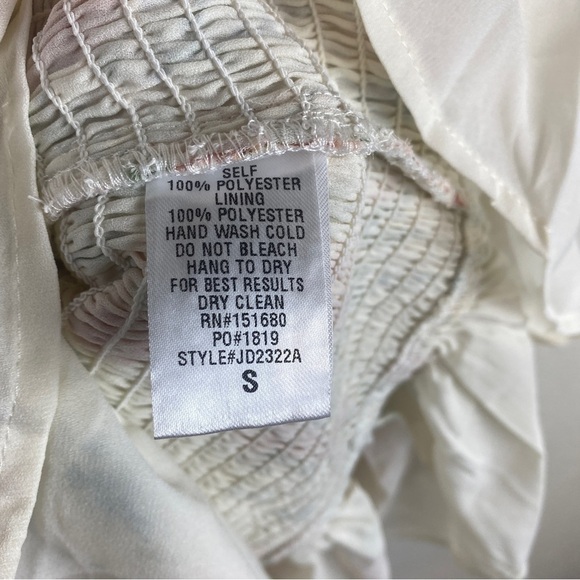 SELF
100% POLYESTER
LINING
100% POLYESTER
HAND WASH COLD
DO NOT BLEACH
HANG TO DRY
FOR BEST RESULTS
DRY CLEAN
RN#151680
PO#1819
STYLE#JD2322A
S